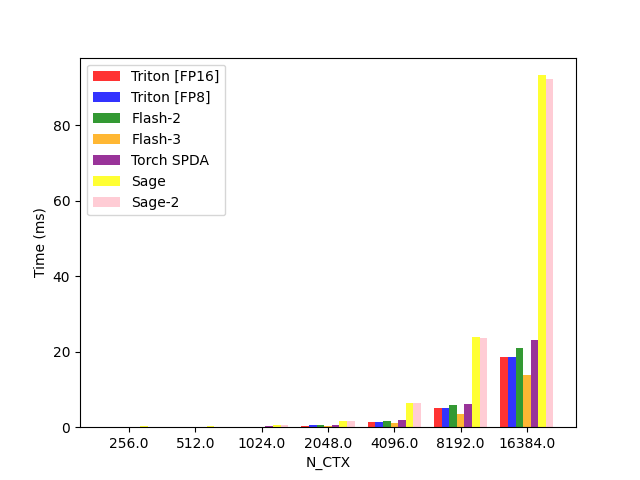 Triton [FP16]
Triton [FP8]
Flash-2
Flash-3
Torch SPDA
Sage
Sage-2
80
60
40
20
0
Time (ms)
256.0 512.0 1024.0 2048.0 4096.0 8192.0 16384.0
N_CTX